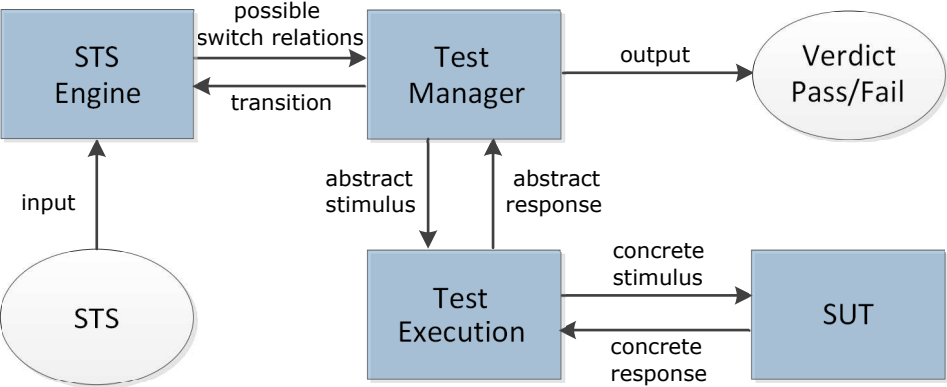 possible
switch relations
STS
Engine
Test
Manager
output
Verdict
Pass/Fail
transition
abstract
stimulus
abstract
response
input
concrete
stimulus
STS
Test
Execution
SUT
concrete
response